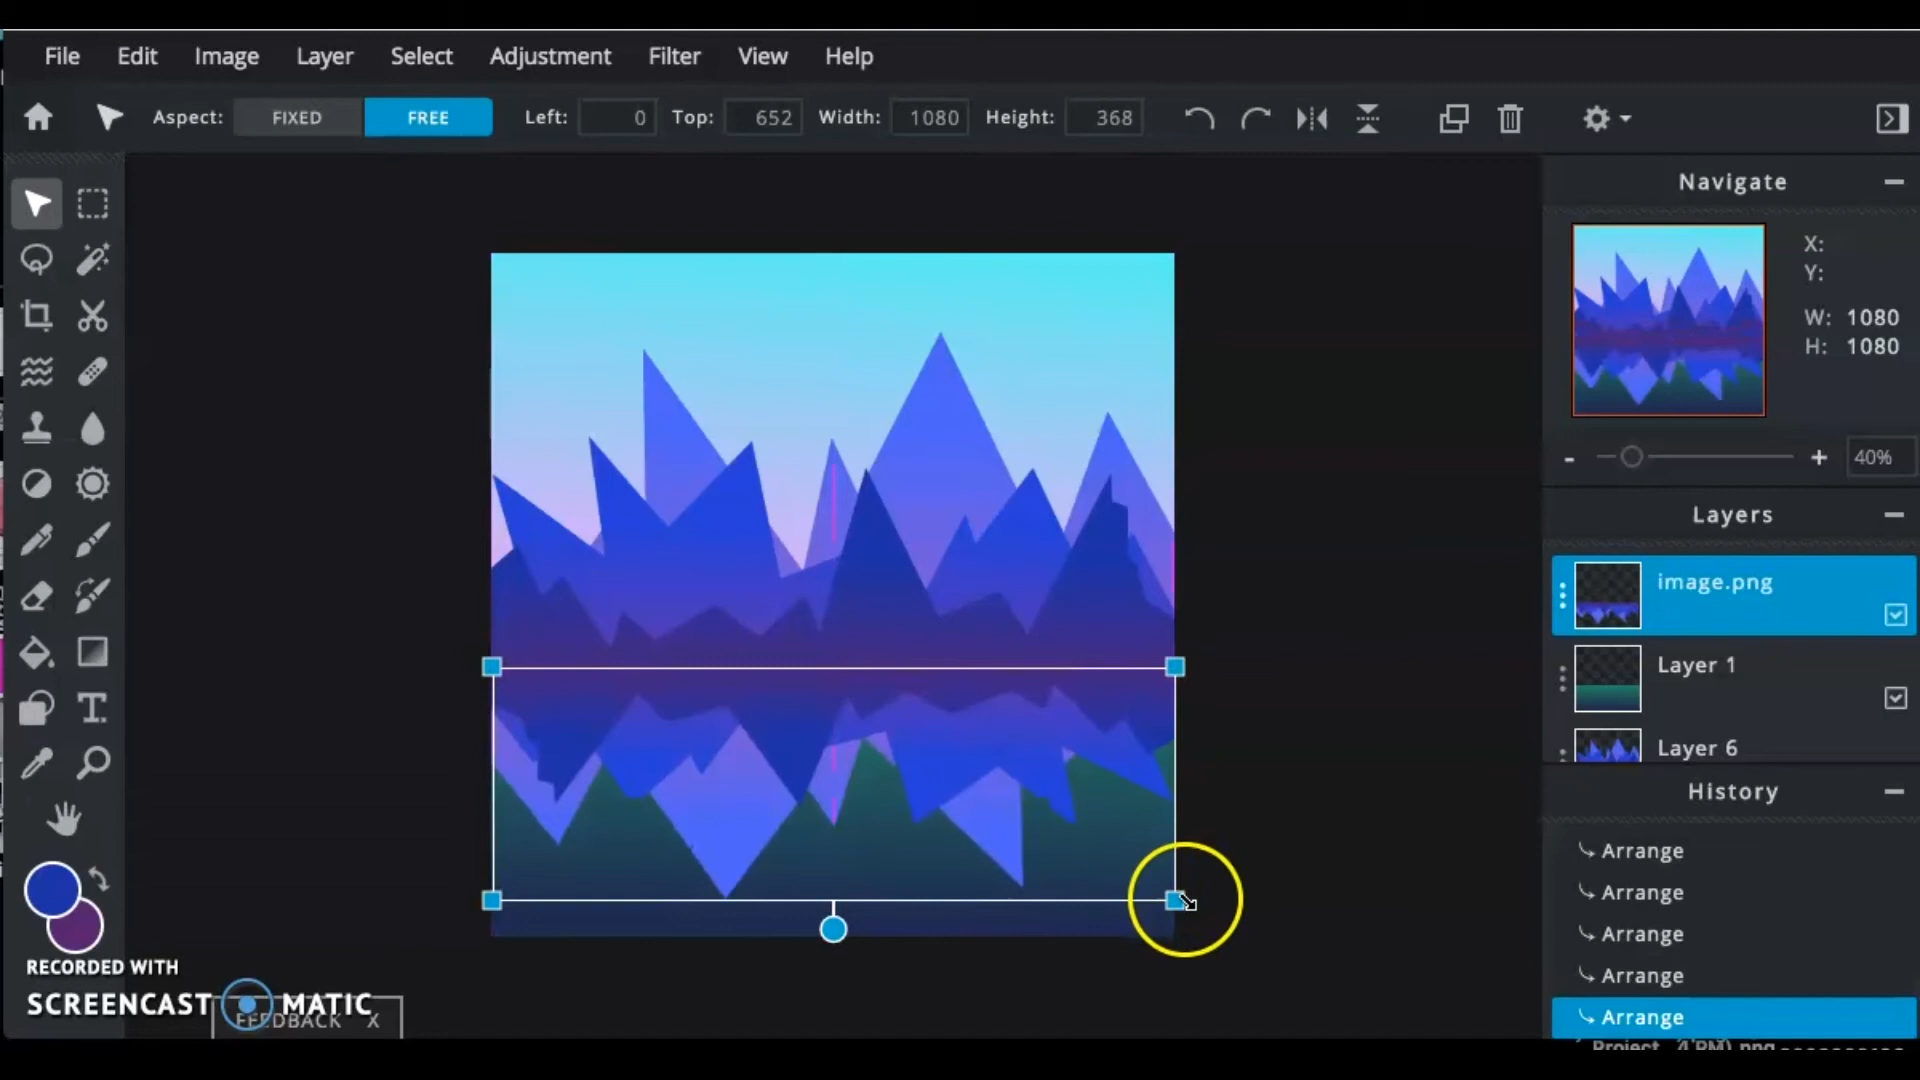 File Edit Image Layer Select Adjustment Filter View Help
Aspect: FIXED FREE Left: 0 Top: 652 Width: 1080 Height: 368
Navigate
X:
Y:
W: 1080
H: 1080
- + 40%
Layers
image.png
Layer 1
Layer 6
History
Arrange
Arrange
Arrange
Arrange
Arrange
T
RECORDED WITH
SCREENCAST MATIC
FEEDBACK X